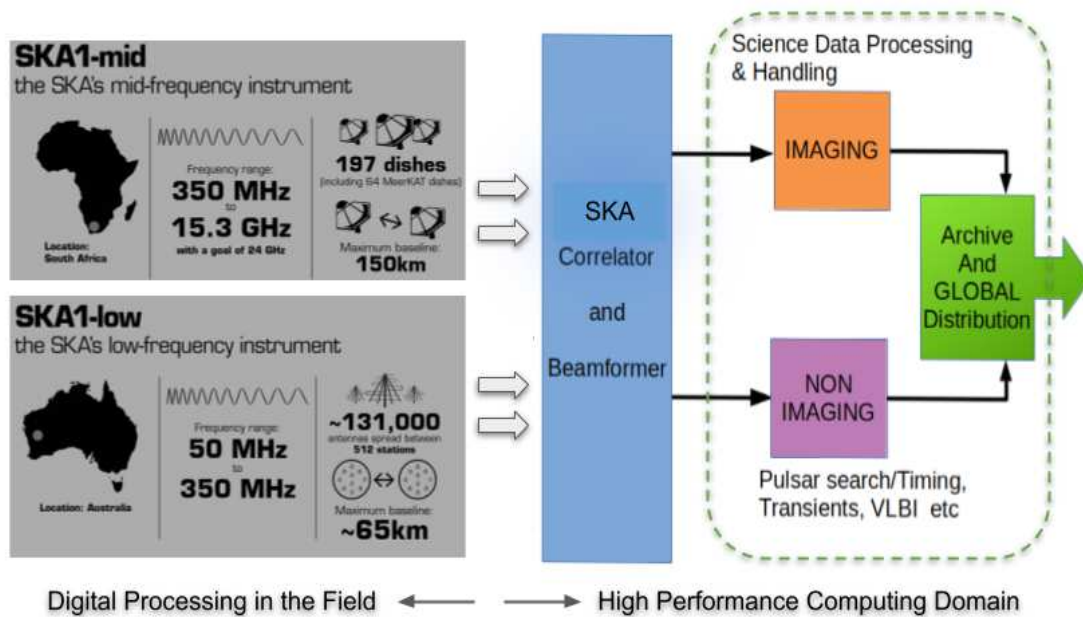 SKA1-mid
the SKA's mid-frequency instrument
Location:
South Africa
Frequency range:
350 MHz
to
15.3 GHz
with a goal of 24 GHz
197 dishes
(including 64 MeerKAT dishes)
Maximum baseline:
150km
SKA1-low
the SKA's low-frequency instrument
Location: Australia
Frequency range:
50 MHz
to
350 MHz
~131,000
antennas spread between
512 stations
Maximum baseline:
~65km
SKA
Correlator
and
Beamformer
Science Data Processing
& Handling
IMAGING
NON
IMAGING
Pulsar search/Timing,
Transients, VLBI etc
Archive
And
GLOBAL
Distribution
Digital Processing in the Field
High Performance Computing Domain